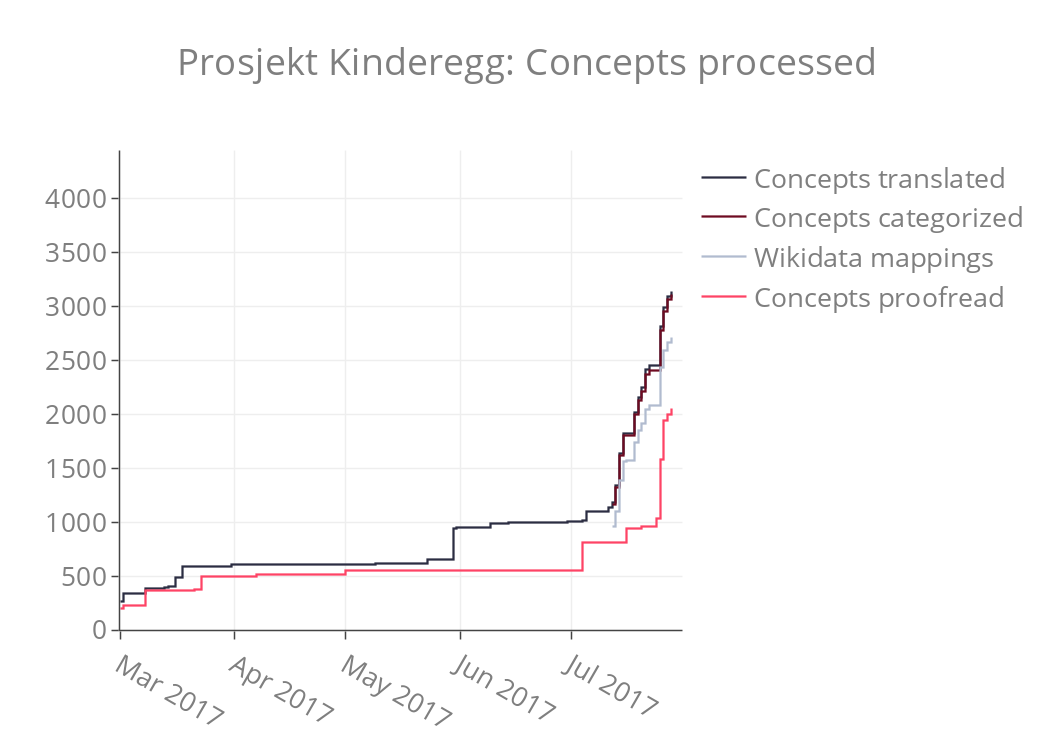 Prosjekt Kinderegg: Concepts processed
4000
3500
3000
2500
2000
1500
1000
500
0
Mar 2017
Apr 2017
May 2017
Jun 2017
Jul 2017
Concepts translated
Concepts categorized
Wikidata mappings
Concepts proofread